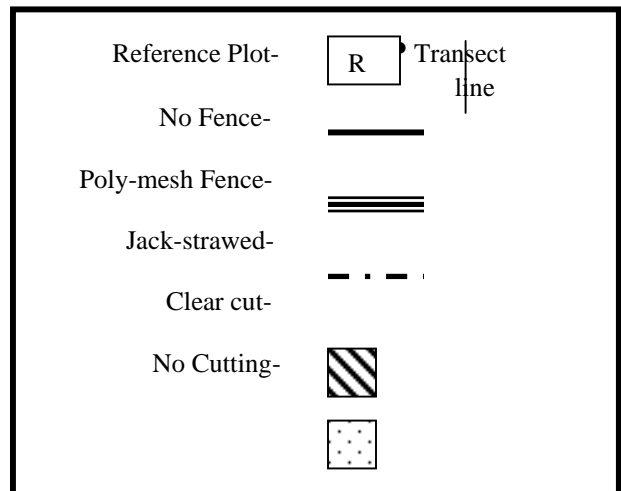 Reference Plot- R Transect
line
No Fence-
Poly-mesh Fence-
Jack-strawed-
Clear cut-
No Cutting-